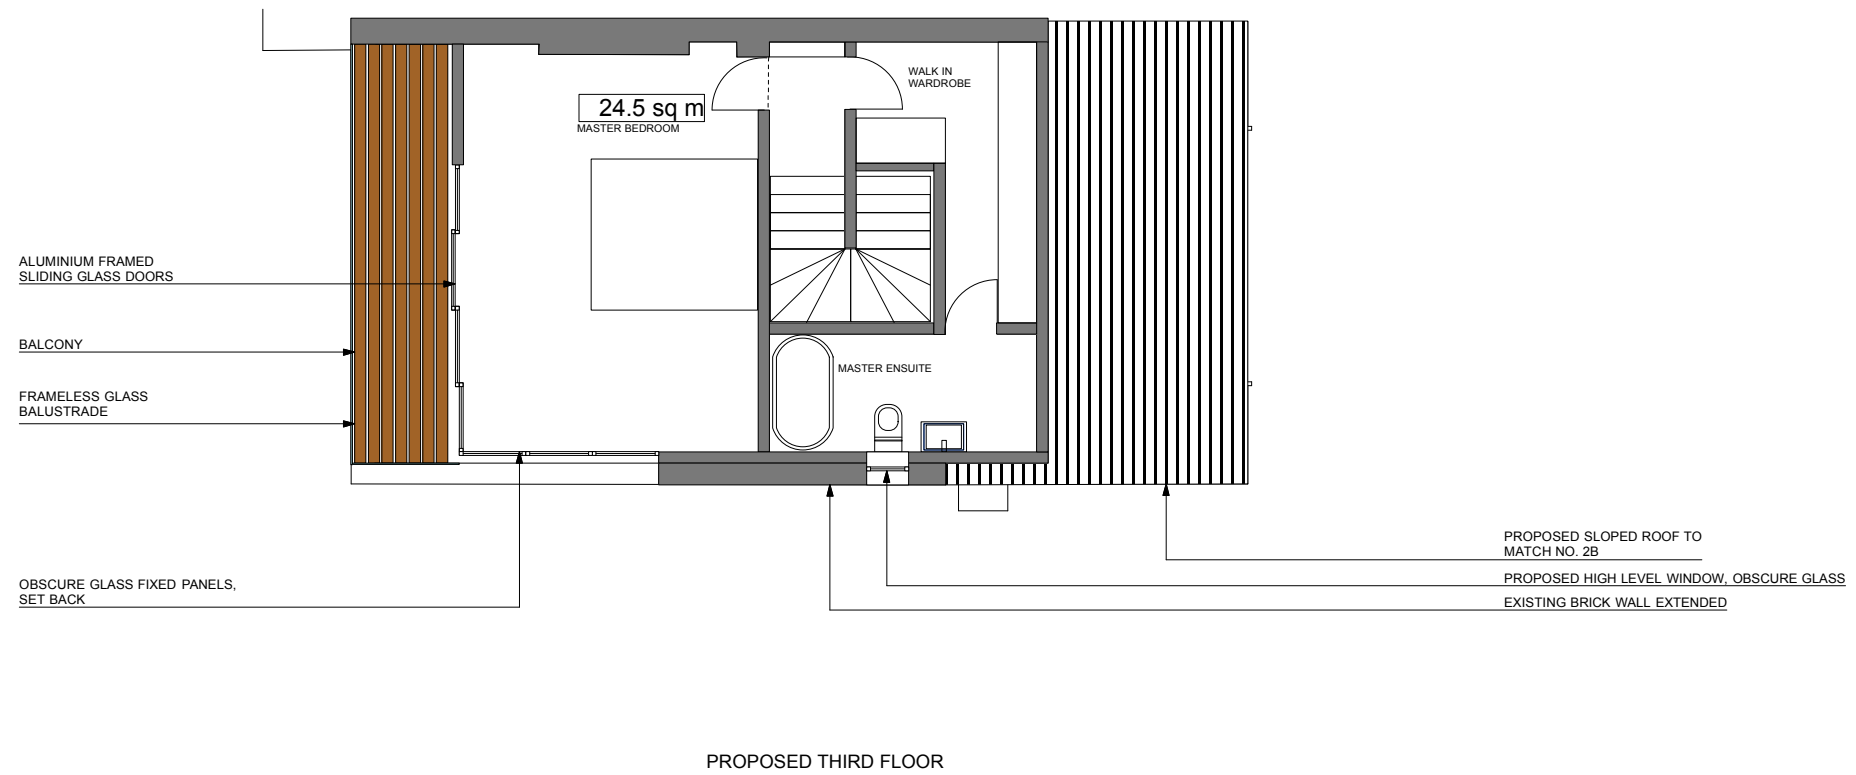 WALK IN
WARDROBE
24.5 sq m
MASTER BEDROOM
ALUMINIUM FRAMED
SLIDING GLASS DOORS
BALCONY
MASTER ENSUITE
FRAMELESS GLASS
BALUSTRADE
PROPOSED SLOPED ROOF TO
MATCH NO. 2B
OBSCURE GLASS FIXED PANELS,
SET BACK
PROPOSED HIGH LEVEL WINDOW, OBSCURE GLASS
EXISTING BRICK WALL EXTENDED
PROPOSED THIRD FLOOR